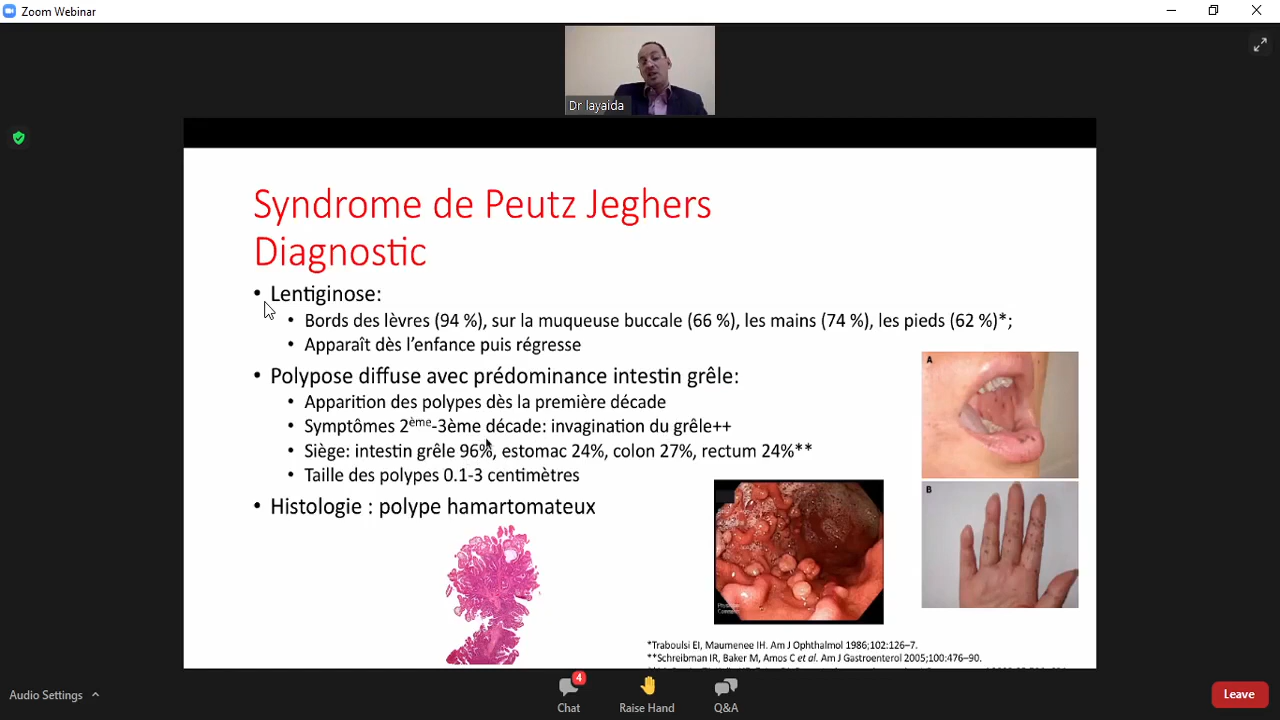 Zoom Webinar
Dr layaida
Syndrome de Peutz Jeghers
Diagnostic
• Lentiginose:
• Bords des lèvres (94 %), sur la muqueuse buccale (66 %), les mains (74 %), les pieds (62 %)*;
• Apparaît dès l'enfance puis régresse
• Polypose diffuse avec prédominance intestin grêle:
• Apparition des polypes dès la première décade
• Symptômes 2ème-3ème décade: invagination du grêle++
• Siège: intestin grêle 96%, estomac 24%, colon 27%, rectum 24%**
• Taille des polypes 0.1-3 centimètres
• Histologie : polype hamartomateux
A
B
*Traboulsi EI, Maumenee IH. Am J Ophthalmol 1986;102:126–7.
**Schreibman IR, Baker M, Amos C et al. Am J Gastroenterol 2005;100:476–90.
Audio Settings
4
Chat
Raise Hand
Q&A
Leave